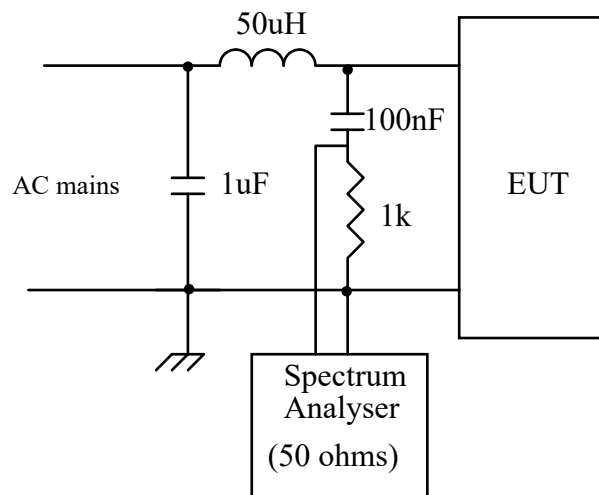 50uH
100nF
AC mains
1uF
EUT
1k
Spectrum
Analyser
(50 ohms)